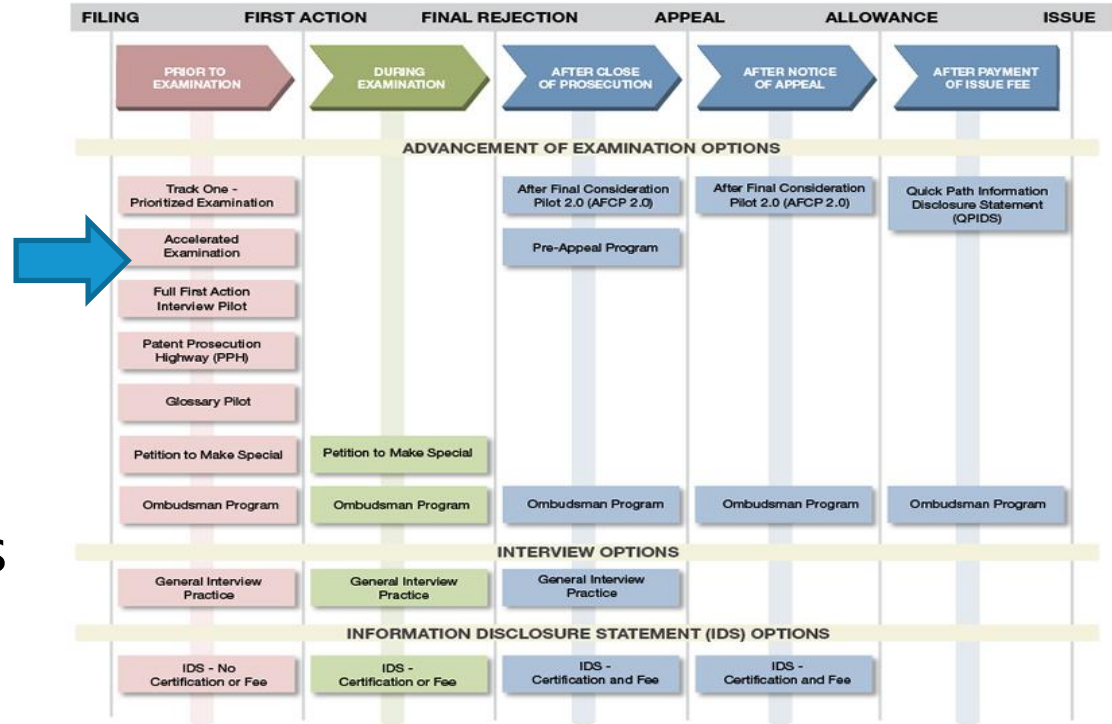 FILING FIRST ACTION FINAL REJECTION APPEAL ALLOWANCE ISSUE
PRIOR TO
EXAMINATION
DURING
EXAMINATION
AFTER CLOSE
OF PROSECUTION
AFTER NOTICE
OF APPEAL
AFTER PAYMENT
OF ISSUE FEE
ADVANCEMENT OF EXAMINATION OPTIONS
Track One -
Prioritized Examination
After Final Consideration
Pilot 2.0 (AFCP 2.0)
After Final Consideration
Pilot 2.0 (AFCP 2.0)
Quick Path Information
Disclosure Statement
(QPIDS)
Accelerated
Examination
Pre-Appeal Program
Full First Action
Interview Pilot
Patent Prosecution
Highway (PPH)
Glossary Pilot
Petition to Make Special
Petition to Make Special
Ombudsman Program
Ombudsman Program
Ombudsman Program
Ombudsman Program
Ombudsman Program
s
INTERVIEW OPTIONS
General Interview
Practice
General Interview
Practice
General Interview
Practice
INFORMATION DISCLOSURE STATEMENT (IDS) OPTIONS
IDS - No
Certification or Fee
IDS -
Certification or Fee
IDS -
Certification and Fee
IDS -
Certification and Fee